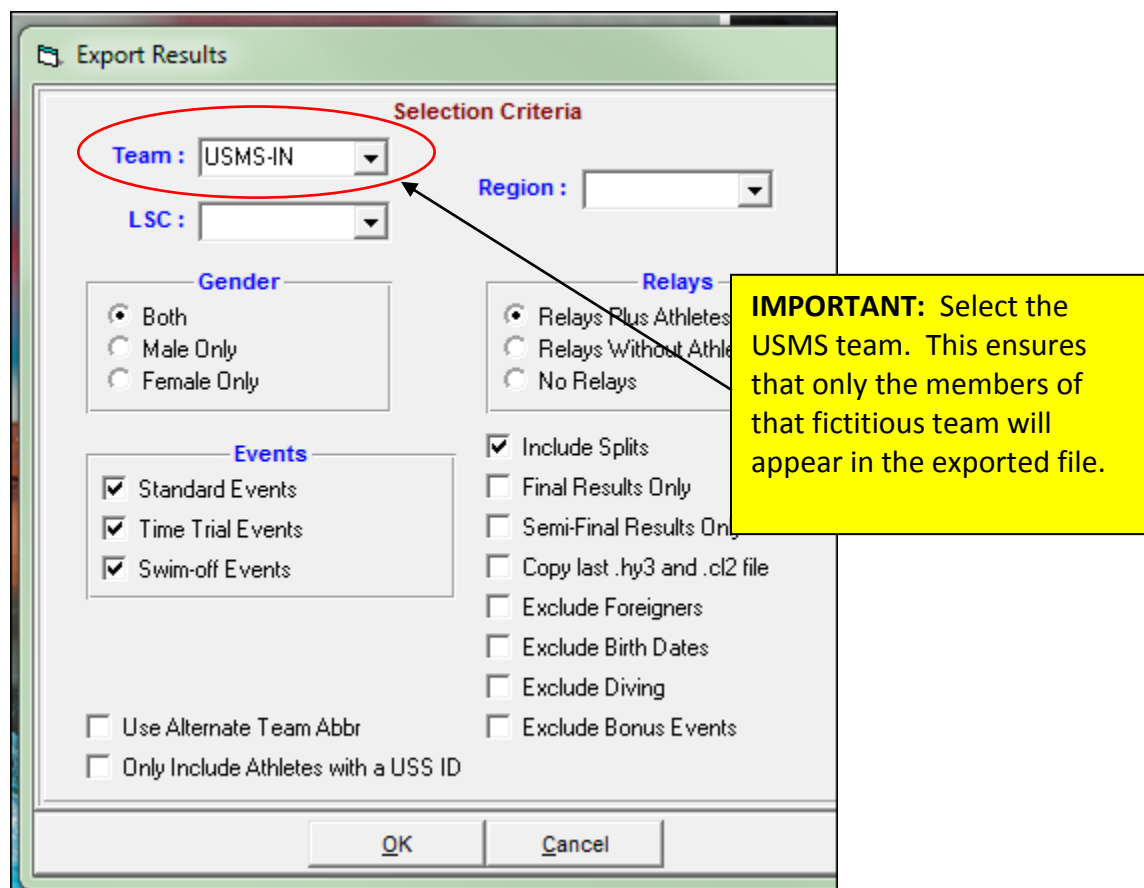 Export Results
Selection Criteria
Team : USMS-IN
Region :
LSC :
Gender
Both
Male Only
Female Only
Relays
Relays Plus Athletes
Relays Without
No Relays
IMPORTANT: Select the
USMS team. This ensures
that only the members of
that fictitious team will
appear in the exported file.
Events
Standard Events
Time Trial Events
Swim-off Events
Include Splits
Final Results Only
Semi-Final Results Only
Copy last .hy3 and .cl2 file
Exclude Foreigners
Exclude Birth Dates
Exclude Diving
Exclude Bonus Events
Use Alternate Team Abbr
Only Include Athletes with a USS ID
OK
Cancel